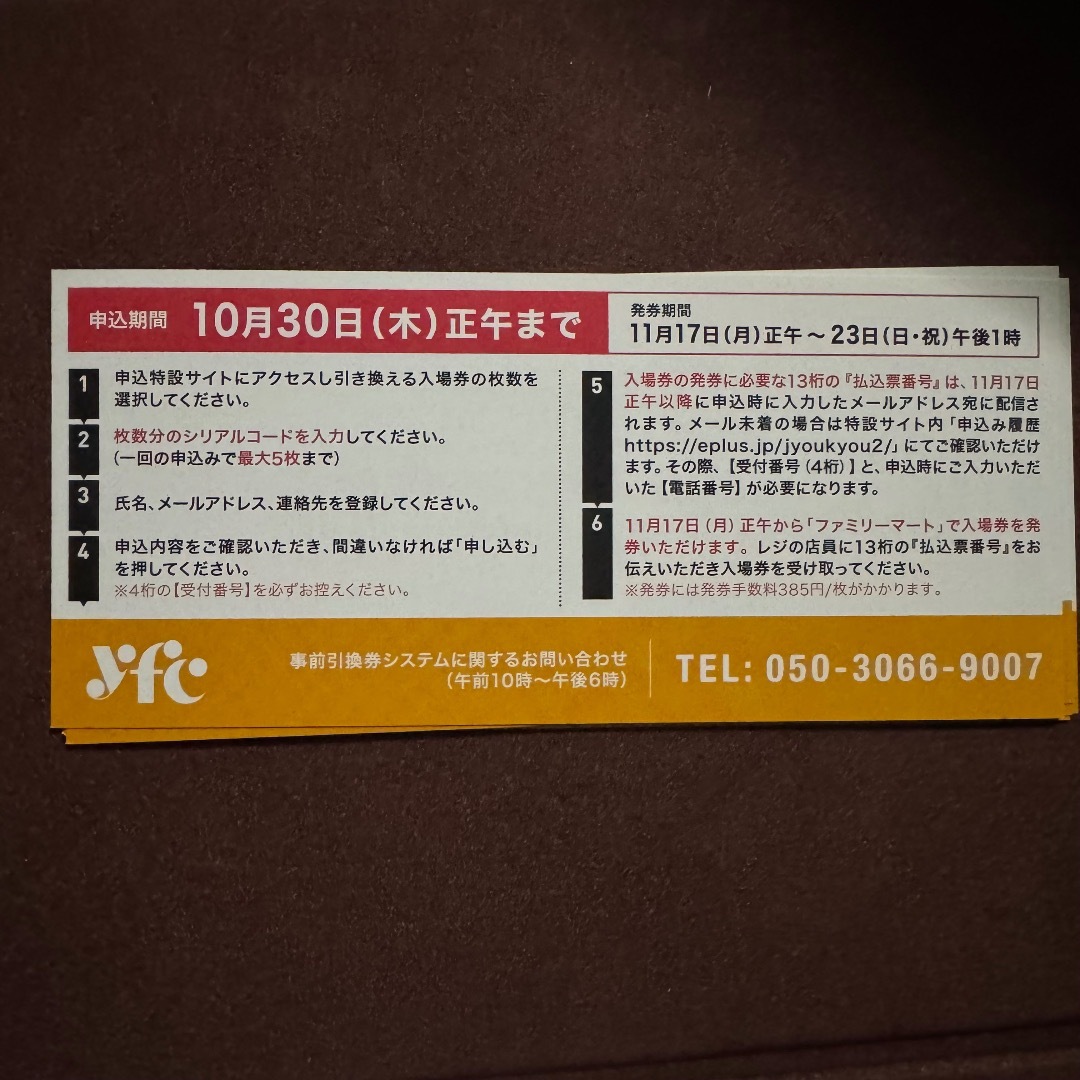 申込期間 10月30日(木)正午まで
発券期間
11月17日(月)正午～23日(日・祝)午後1時
1 申込特設サイトにアクセスし引き換える入場券の枚数を
選択してください。
2 枚数分のシリアルコードを入力してください。
(一回の申込みで最大5枚まで)
3 氏名、メールアドレス、連絡先を登録してください。
4 申込内容をご確認いただき、間違いなければ「申し込む」
を押してください。
※4桁の【受付番号】を必ずお控えください。
5 入場券の発券に必要な13桁の『払込票番号』は、11月17日
正午以降に申込時に入力したメールアドレス宛に配信さ
れます。メール未着の場合は特設サイト内「申込み履歴
https://eplus.jp/jyoukyou2/」にてご確認いただけ
ます。その際、【受付番号(4桁)】と、申込時にご入力いただ
いた【電話番号】が必要になります。
6 11月17日(月)正午から「ファミリーマート」で入場券を発
券いただけます。レジの店員に13桁の『払込票番号』をお
伝えいただき入場券を受け取ってください。
※発券には発券手数料385円/枚がかかります。
yfc
事前引換券システムに関するお問い合わせ
(午前10時～午後6時)
TEL: 050-3066-9007